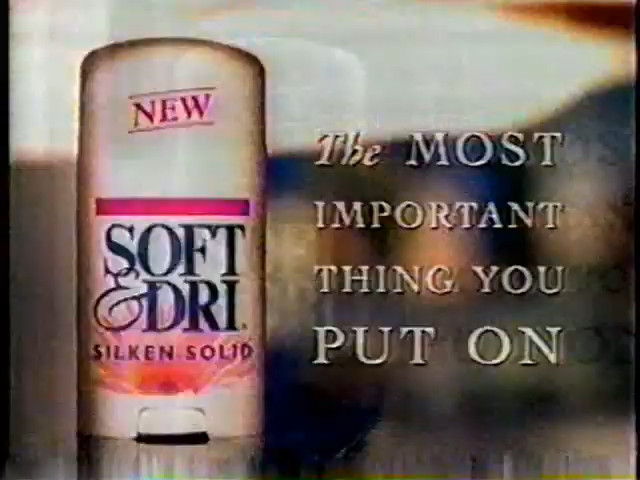 NEW
SOFT
&DRI
SILKEN SOLID
The MOST
IMPORTANT
THING YOU
PUT ON